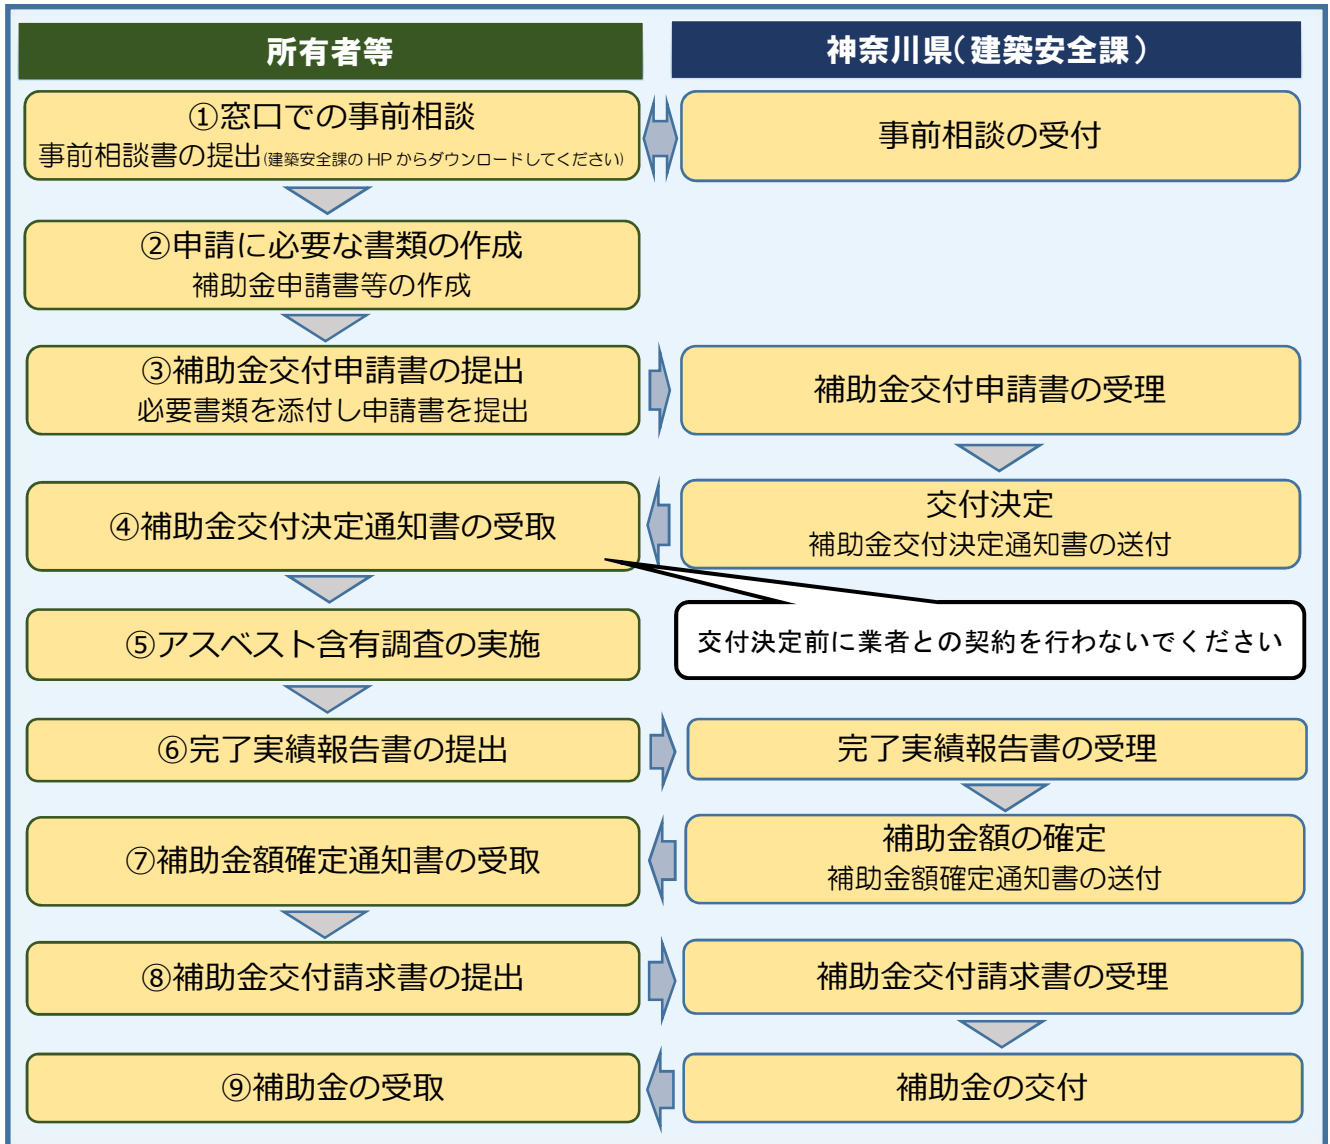 所有者等
神奈川県(建築安全課)
①窓口での事前相談
事前相談書の提出(建築安全課のHPからダウンロードしてください)
事前相談の受付
②申請に必要な書類の作成
補助金申請書等の作成
③補助金交付申請書の提出
必要書類を添付し申請書を提出
補助金交付申請書の受理
交付決定
補助金交付決定通知書の送付
④補助金交付決定通知書の受取
交付決定前に業者との契約を行わないでください
⑤アスベスト含有調査の実施
⑥完了実績報告書の提出
完了実績報告書の受理
補助金額の確定
補助金額確定通知書の送付
⑦補助金額確定通知書の受取
⑧補助金交付請求書の提出
補助金交付請求書の受理
補助金の交付
⑨補助金の受取